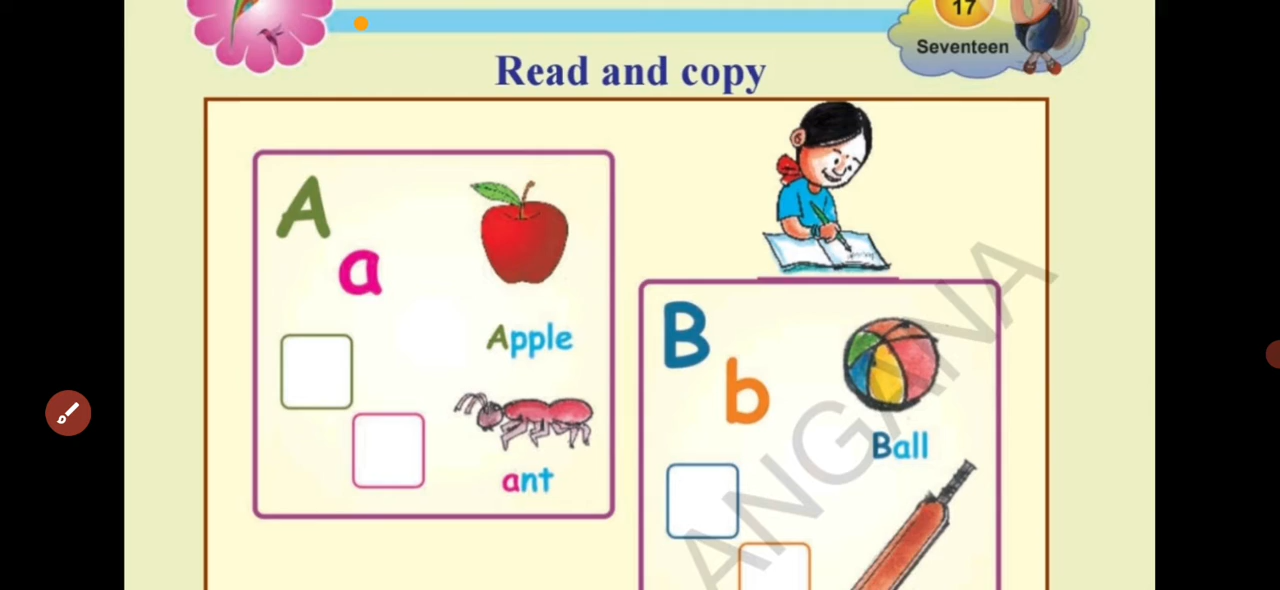 17
Seventeen
Read and copy
A
a
Apple
ant
B
b
Ball
ANGANA